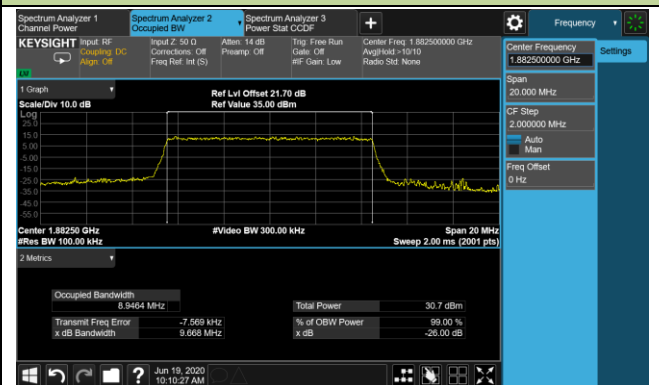 Spectrum Analyzer 1
Channel Power
Spectrum Analyzer 2
Occupied BW
Spectrum Analyzer 3
Power Stat CCDF
Frequency
KEYSIGHT
Input: RF
Coupling: DC
Align: Off
Input Z: 50 Ω
Corrections: Off
Freq Ref: Int (S)
Atten: 14 dB
Preamp: Off
Trig: Free Run
Gate: Off
#IF Gain: Low
Center Freq: 1.882500000 GHz
Avg|Hold:>10/10
Radio Std: None
Center Frequency
1.882500000 GHz
Settings
Span
20.000 MHz
CF Step
2.000000 MHz
Auto
Man
Freq Offset
0 Hz
1 Graph
Scale/Div 10.0 dB
Ref Lvl Offset 21.70 dB
Ref Value 35.00 dBm
Log
25.0
15.0
5.00
-5.00
-15.0
-25.0
-35.0
-45.0
-55.0
Center 1.88250 GHz
#Res BW 100.00 kHz
#Video BW 300.00 kHz
Span 20 MHz
Sweep 2.00 ms (2001 pts)
2 Metrics
Occupied Bandwidth
8.9464 MHz
Total Power 30.7 dBm
Transmit Freq Error -7.569 kHz
% of OBW Power 99.00 %
x dB Bandwidth 9.668 MHz
x dB -26.00 dB
Jun 19, 2020
10:10:27 AM